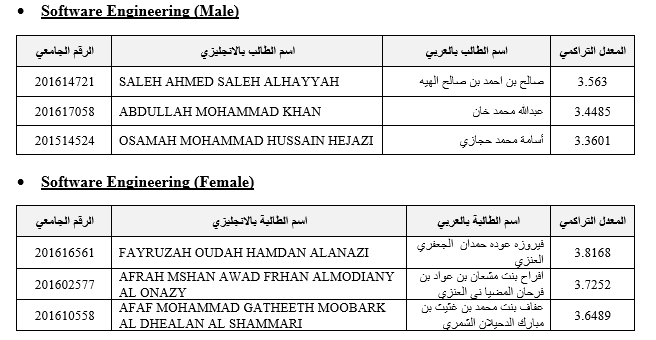 • Software Engineering (Male)
الرقم الجامعي اسم الطالب بالانجليزي اسم الطالب بالعربي المعدل التراكمي
201614721 SALEH AHMED SALEH ALHAYYAH صالح بن احمد بن صالح الهيه 3.563
201617058 ABDULLAH MOHAMMAD KHAN عبدالله محمد خان 3.4485
201514524 OSAMAH MOHAMMAD HUSSAIN HEJAZI أسامة محمد حجازي 3.3601
• Software Engineering (Female)
الرقم الجامعي اسم الطالبة بالانجليزي اسم الطالبة بالعربي المعدل التراكمي
201616561 FAYRUZAH OUDAH HAMDAN ALANAZI فيروزه عوده حمدان الجعفري
العنزي 3.8168
201602577 AFRAH MSHAN AWAD FRHAN ALMODIANY
AL ONAZY افراح بنت مشعان بن عواد بن
فرحان المضيا ني العنزي 3.7252
201610558 AFAF MOHAMMAD GATHEETH MOOBARK
AL DHEALAN AL SHAMMARI عفاف بنت محمد بن غثيث بن
مبارك الدحيلان الشمري 3.6489